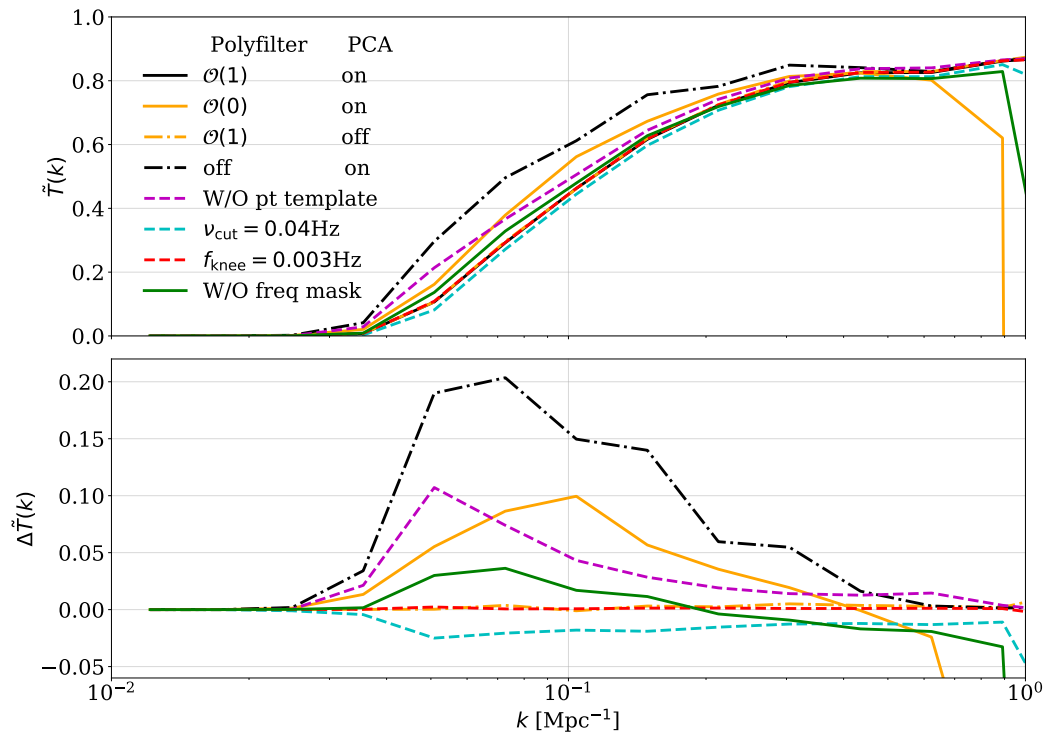 1.0
0.8
0.6
0.4
0.2
0.0
T̃(k)
Polyfilter PCA
𝒪(1) on
𝒪(0) on
𝒪(1) off
off on
W/O pt template
ν_cut = 0.04Hz
f_knee = 0.003Hz
W/O freq mask
0.20
0.15
0.10
0.05
0.00
−0.05
ΔT̃(k)
10⁻² 10⁻¹ 10⁰
k [Mpc⁻¹]